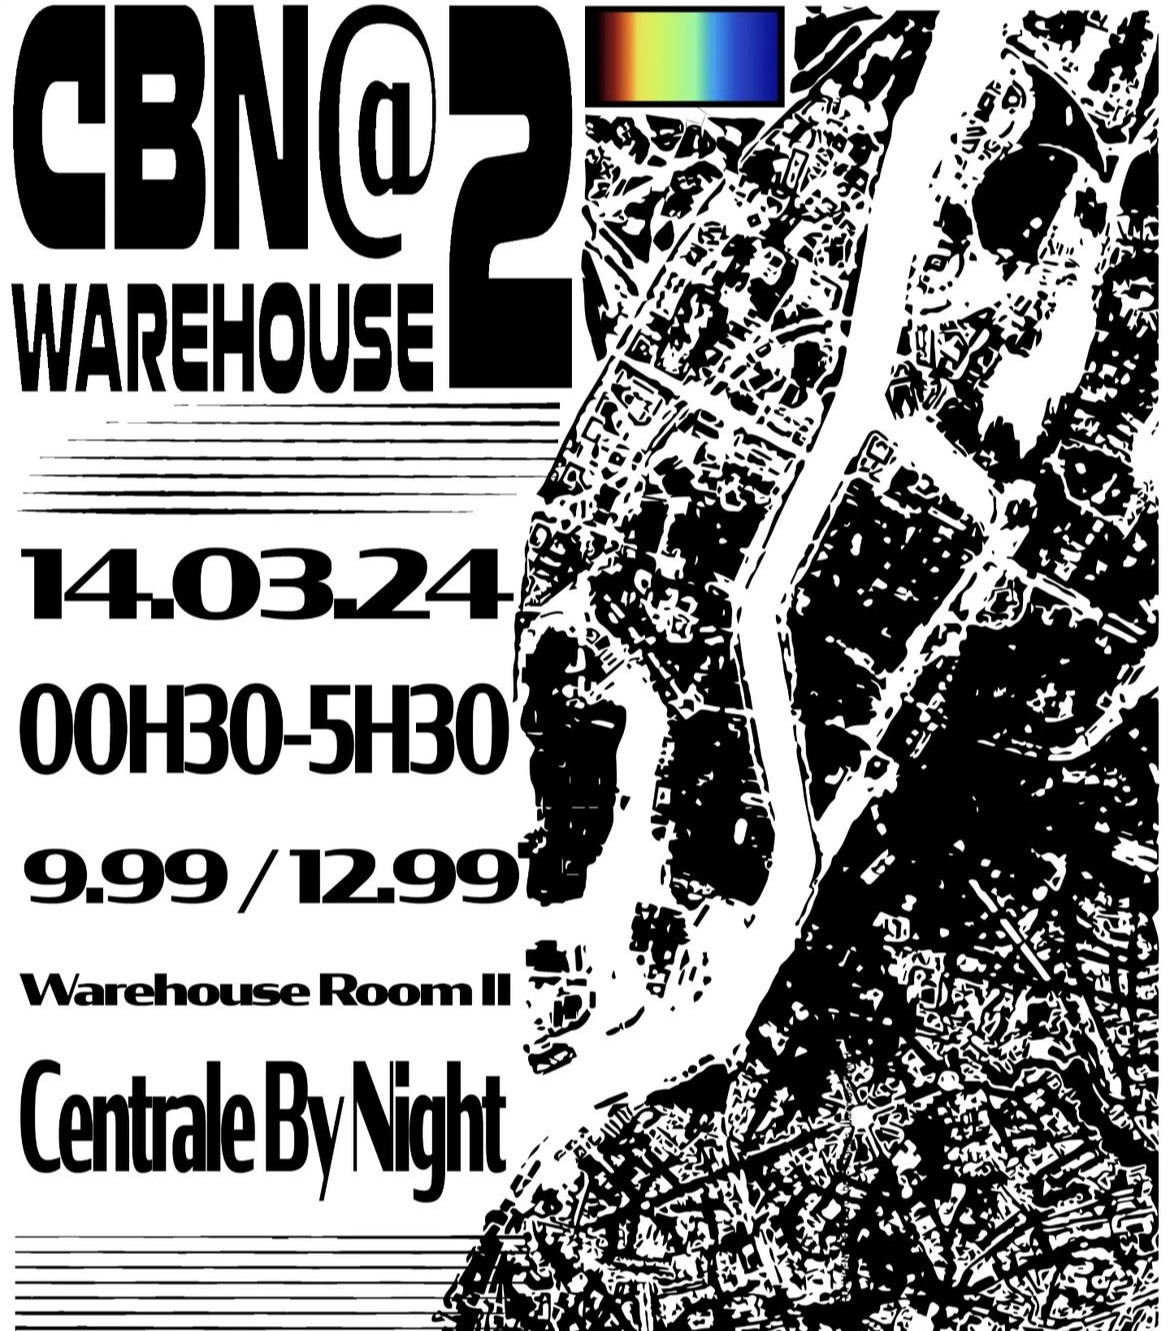 CBN@2
WAREHOUSE
14.03.24
00H30-5H30
9.99 / 12.99
Warehouse Room II
Centrale By Night